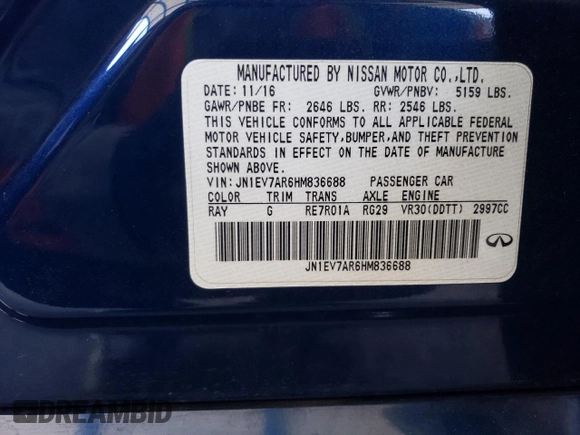 MANUFACTURED BY NISSAN MOTOR CO.,LTD.
DATE: 11/16 GVWR/PNBV: 5159 LBS.
GAWR/PNBE FR: 2646 LBS. RR: 2546 LBS.
THIS VEHICLE CONFORMS TO ALL APPLICABLE FEDERAL
MOTOR VEHICLE SAFETY,BUMPER,AND THEFT PREVENTION
STANDARDS IN EFFECT ON THE DATE OF MANUFACTURE
SHOWN ABOVE.
VIN:JN1EV7AR6HM836688 PASSENGER CAR
COLOR TRIM TRANS AXLE ENGINE
RAY G RE7R01A RG29 VR30(DDTT) 2997CC
JN1EV7AR6HM836688
DREAMBID